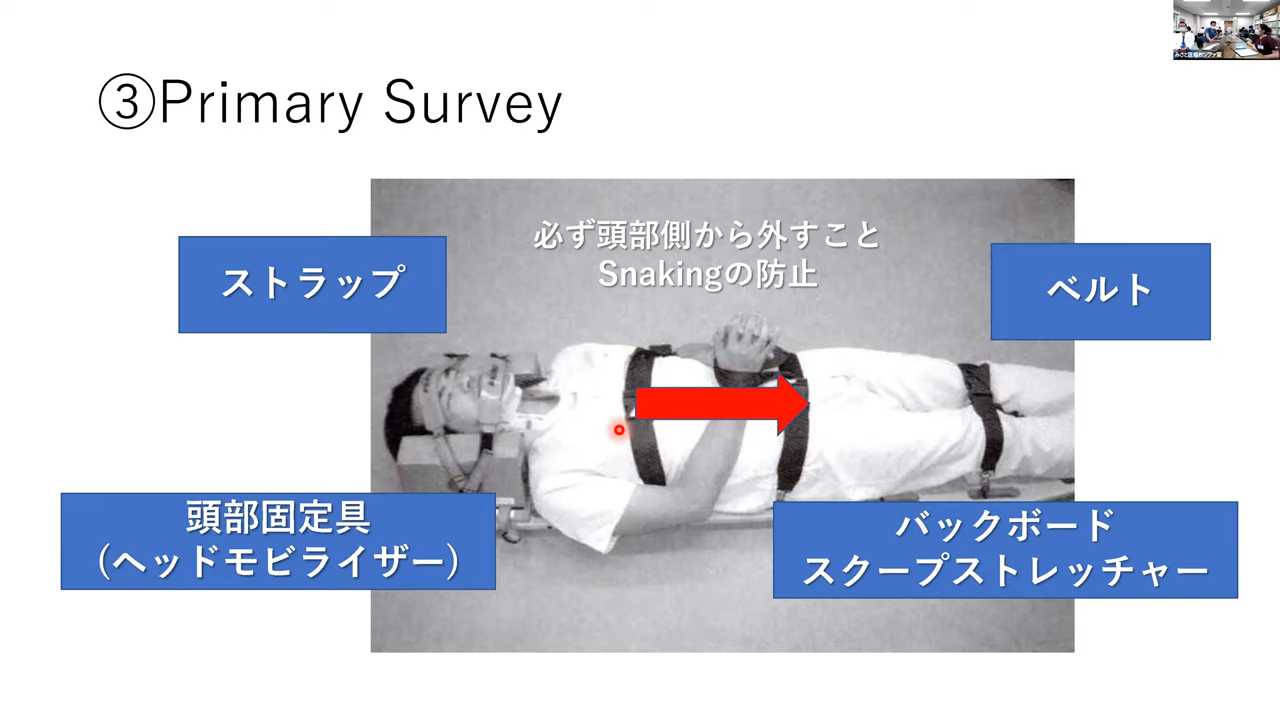 ③Primary Survey
必ず頭部側から外すこと
Snakingの防止
ストラップ
ベルト
頭部固定具
（ヘッドモビライザー）
バックボード
スクープストレッチャー